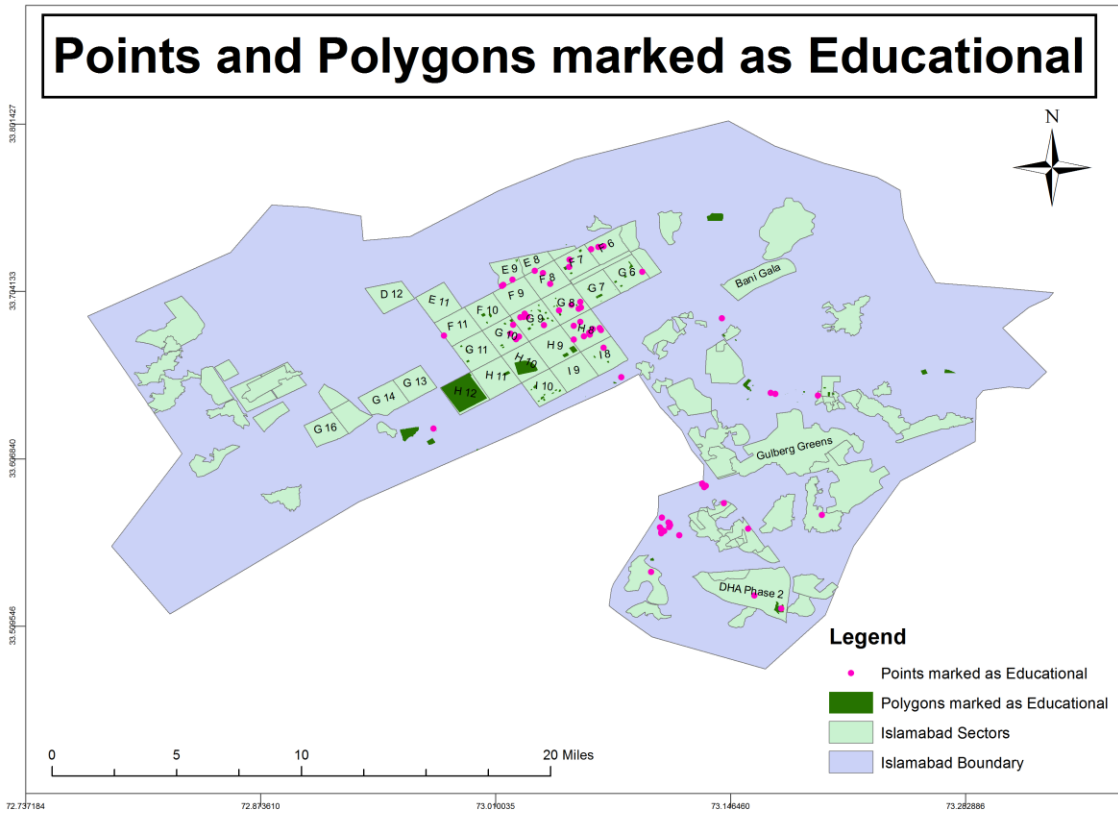 Points and Polygons marked as Educational
N
33.801427
33.704133
33.606840
33.509546
F 6
E 8
F 7
E 9
G 6
F 8
Bani Gala
D 12
G 7
F 9
E 11
G 8
F 10
G 9
F 11
H 8
G 10
H 9
G 11
I 8
H 10
I 9
H 11
G 13
I 10
H 12
G 14
G 16
Gulberg Greens
DHA Phase 2
Legend
Points marked as Educational
Polygons marked as Educational
Islamabad Sectors
Islamabad Boundary
0 5 10 20 Miles
72.737184 72.873610 73.010035 73.146460 73.282886